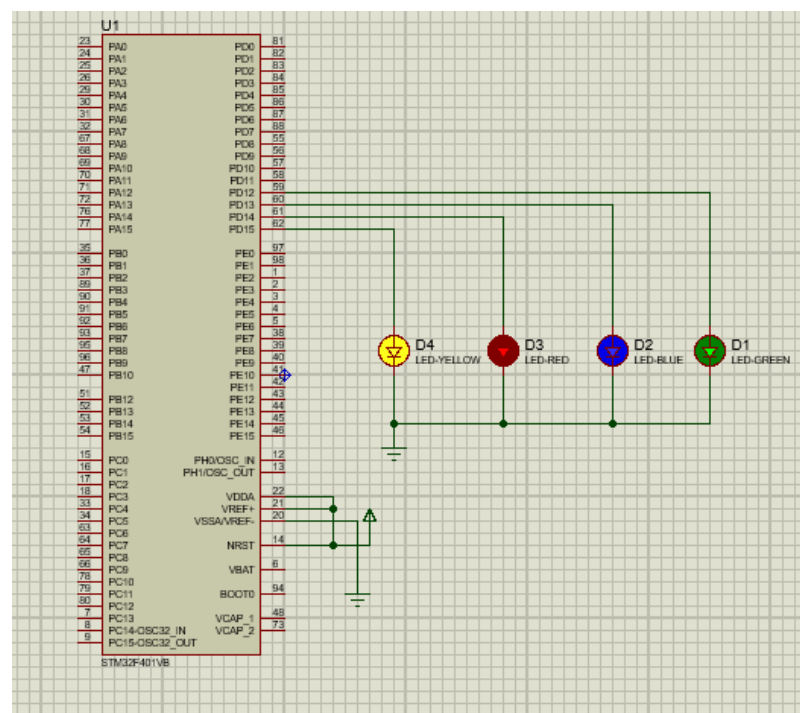 U1
23 PA0 PD0 81
24 PA1 PD1 82
25 PA2 PD2 83
26 PA3 PD3 84
29 PA4 PD4 85
30 PA5 PD5 86
31 PA6 PD6 87
32 PA7 PD7 88
67 PA8 PD8 55
68 PA9 PD9 56
69 PA10 PD10 57
70 PA11 PD11 58
71 PA12 PD12 59
72 PA13 PD13 60
76 PA14 PD14 61
77 PA15 PD15 62
35 PB0 PE0 97
36 PB1 PE1 98
37 PB2 PE2 1
89 PB3 PE3 2
90 PB4 PE4 3
91 PB5 PE5 4
92 PB6 PE6 5
93 PB7 PE7 38
95 PB8 PE8 39
96 PB9 PE9 40
47 PB10 PE10 41
PE11 42
51 PB12 PE12 43
52 PB13 PE13 44
53 PB14 PE14 45
54 PB15 PE15 46
D4
LED-YELLOW
D3
LED-RED
D2
LED-BLUE
D1
LED-GREEN
15 PC0 PH0/OSC_IN 12
16 PC1 PH1/OSC_OUT 13
17 PC2
18 PC3 VDDA 22
33 PC4 VREF+ 21
34 PC5 VSSA/VREF- 20
63 PC6
64 PC7 NRST 14
65 PC8
66 PC9 VBAT 6
78 PC10
79 PC11 BOOT0 94
80 PC12
7 PC13 VCAP_1 48
8 PC14-OSC32_IN VCAP_2 73
9 PC15-OSC32_OUT
STM32F401VB